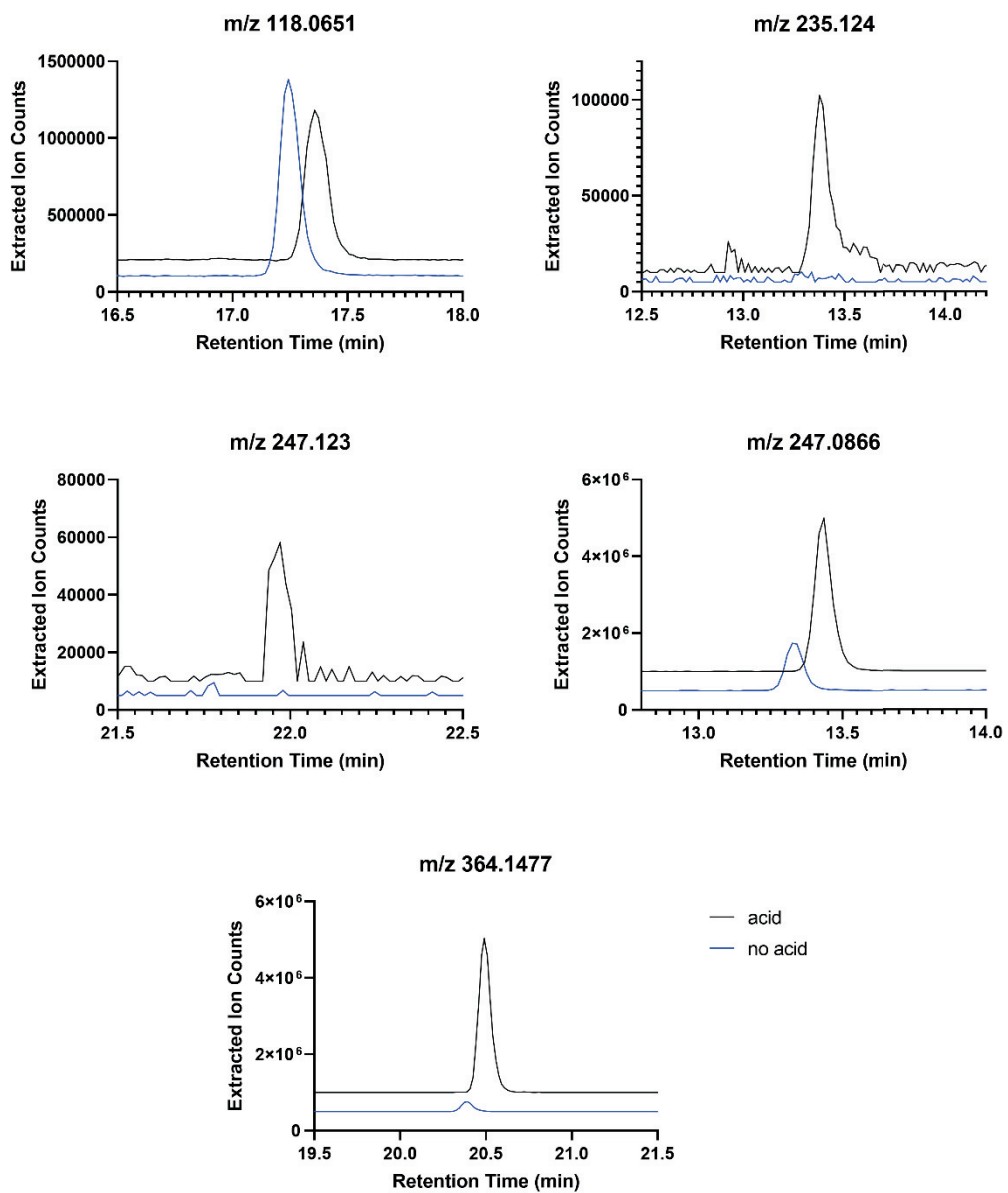 m/z 118.0651
Extracted Ion Counts
1500000
1000000
500000
0
16.5 17.0 17.5 18.0
Retention Time (min)
m/z 235.124
Extracted Ion Counts
100000
50000
0
12.5 13.0 13.5 14.0
Retention Time (min)
m/z 247.123
Extracted Ion Counts
80000
60000
40000
20000
0
21.5 22.0 22.5
Retention Time (min)
m/z 247.0866
Extracted Ion Counts
6×10⁶
4×10⁶
2×10⁶
0
13.0 13.5 14.0
Retention Time (min)
m/z 364.1477
Extracted Ion Counts
6×10⁶
4×10⁶
2×10⁶
0
19.5 20.0 20.5 21.0 21.5
Retention Time (min)
acid
no acid